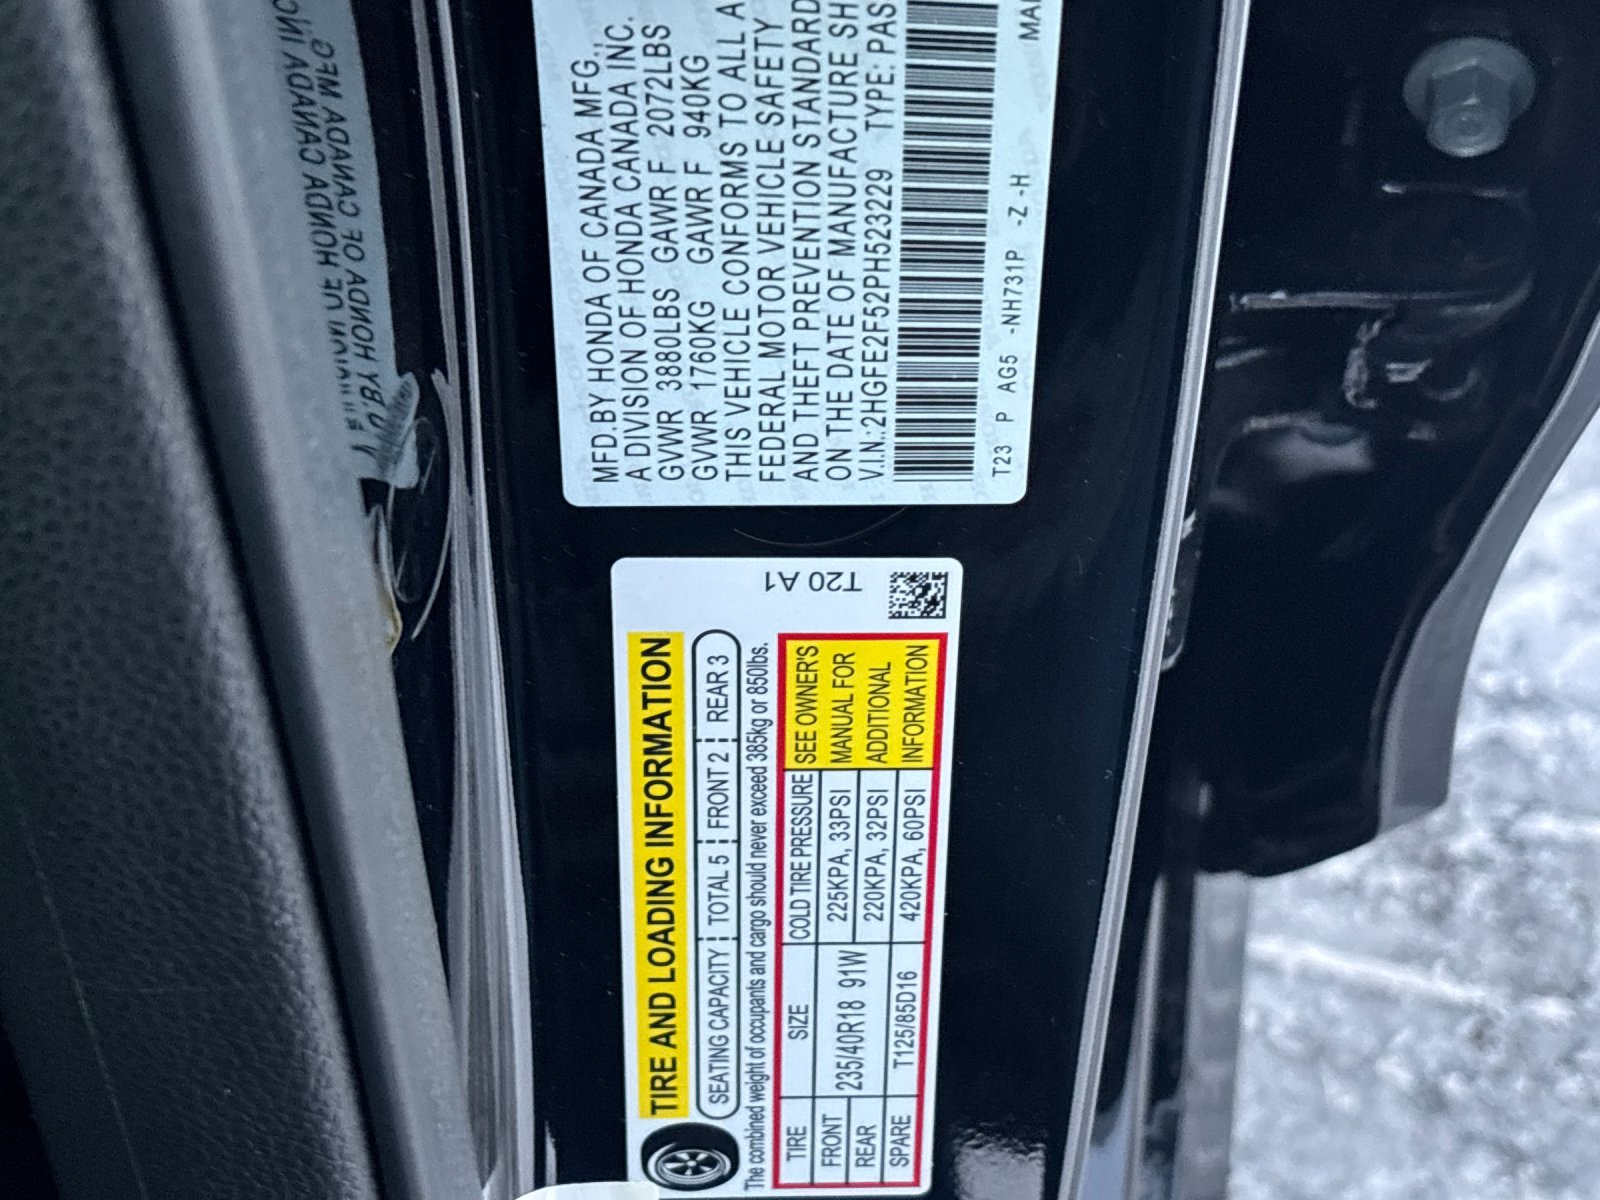 MFD.BY HONDA OF CANADA MFG.,
A DIVISION OF HONDA CANADA INC.
GVWR 3880LBS GAWR F 2072LBS
GVWR 1760KG GAWR F 940KG
THIS VEHICLE CONFORMS TO ALL A
FEDERAL MOTOR VEHICLE SAFETY
AND THEFT PREVENTION STANDARD
ON THE DATE OF MANUFACTURE SH
V.I.N.:2HGFE2F52PH523229 TYPE: PAS
T23 P AG5 -NH731P -Z -H MAD
TIRE AND LOADING INFORMATION
SEATING CAPACITY TOTAL 5 FRONT 2 REAR 3
The combined weight of occupants and cargo should never exceed 385kg or 850lbs.
TIRE SIZE COLD TIRE PRESSURE SEE OWNER'S MANUAL FOR ADDITIONAL INFORMATION
FRONT 235/40R18 91W 225KPA, 33PSI
REAR 220KPA, 32PSI
SPARE T125/85D16 420KPA, 60PSI
T20 A1